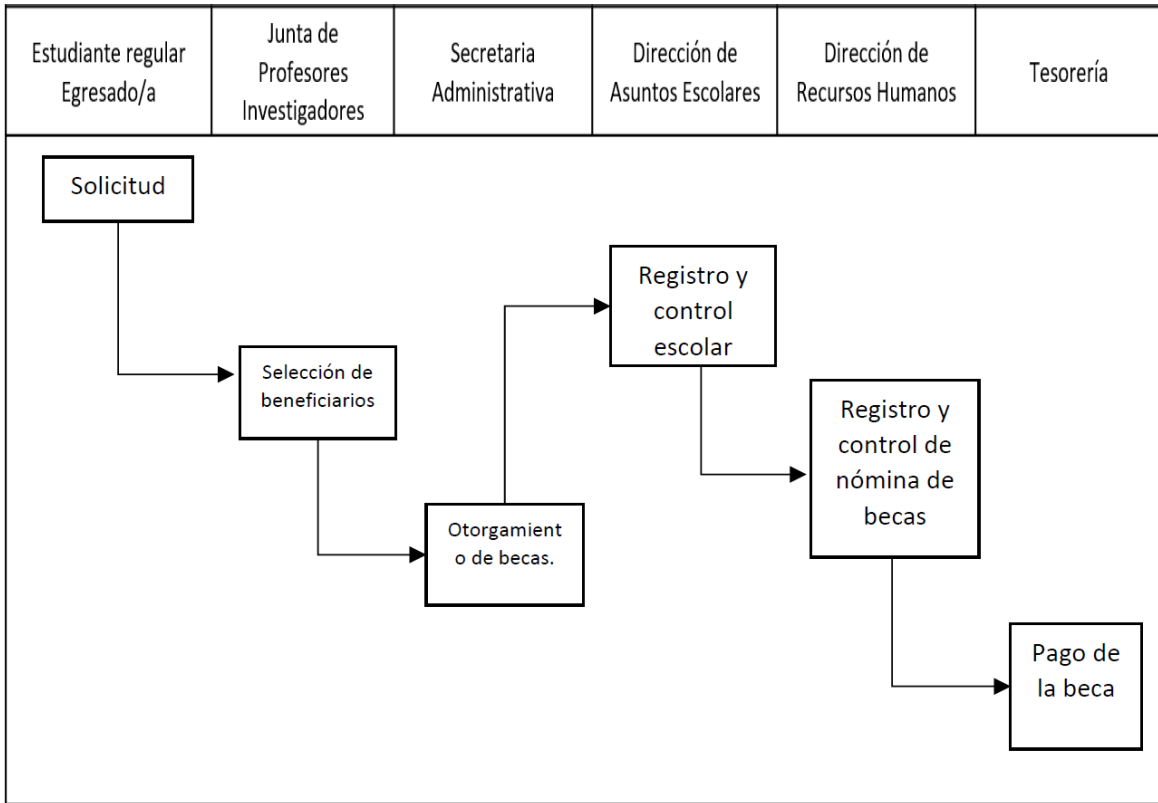 Estudiante regular
Egresado/a
Junta de
Profesores
Investigadores
Secretaria
Administrativa
Dirección de
Asuntos Escolares
Dirección de
Recursos Humanos
Tesorería
Solicitud
Selección de
beneficiarios
Otorgamient
o de becas.
Registro y
control
escolar
Registro y
control de
nómina de
becas
Pago de
la beca